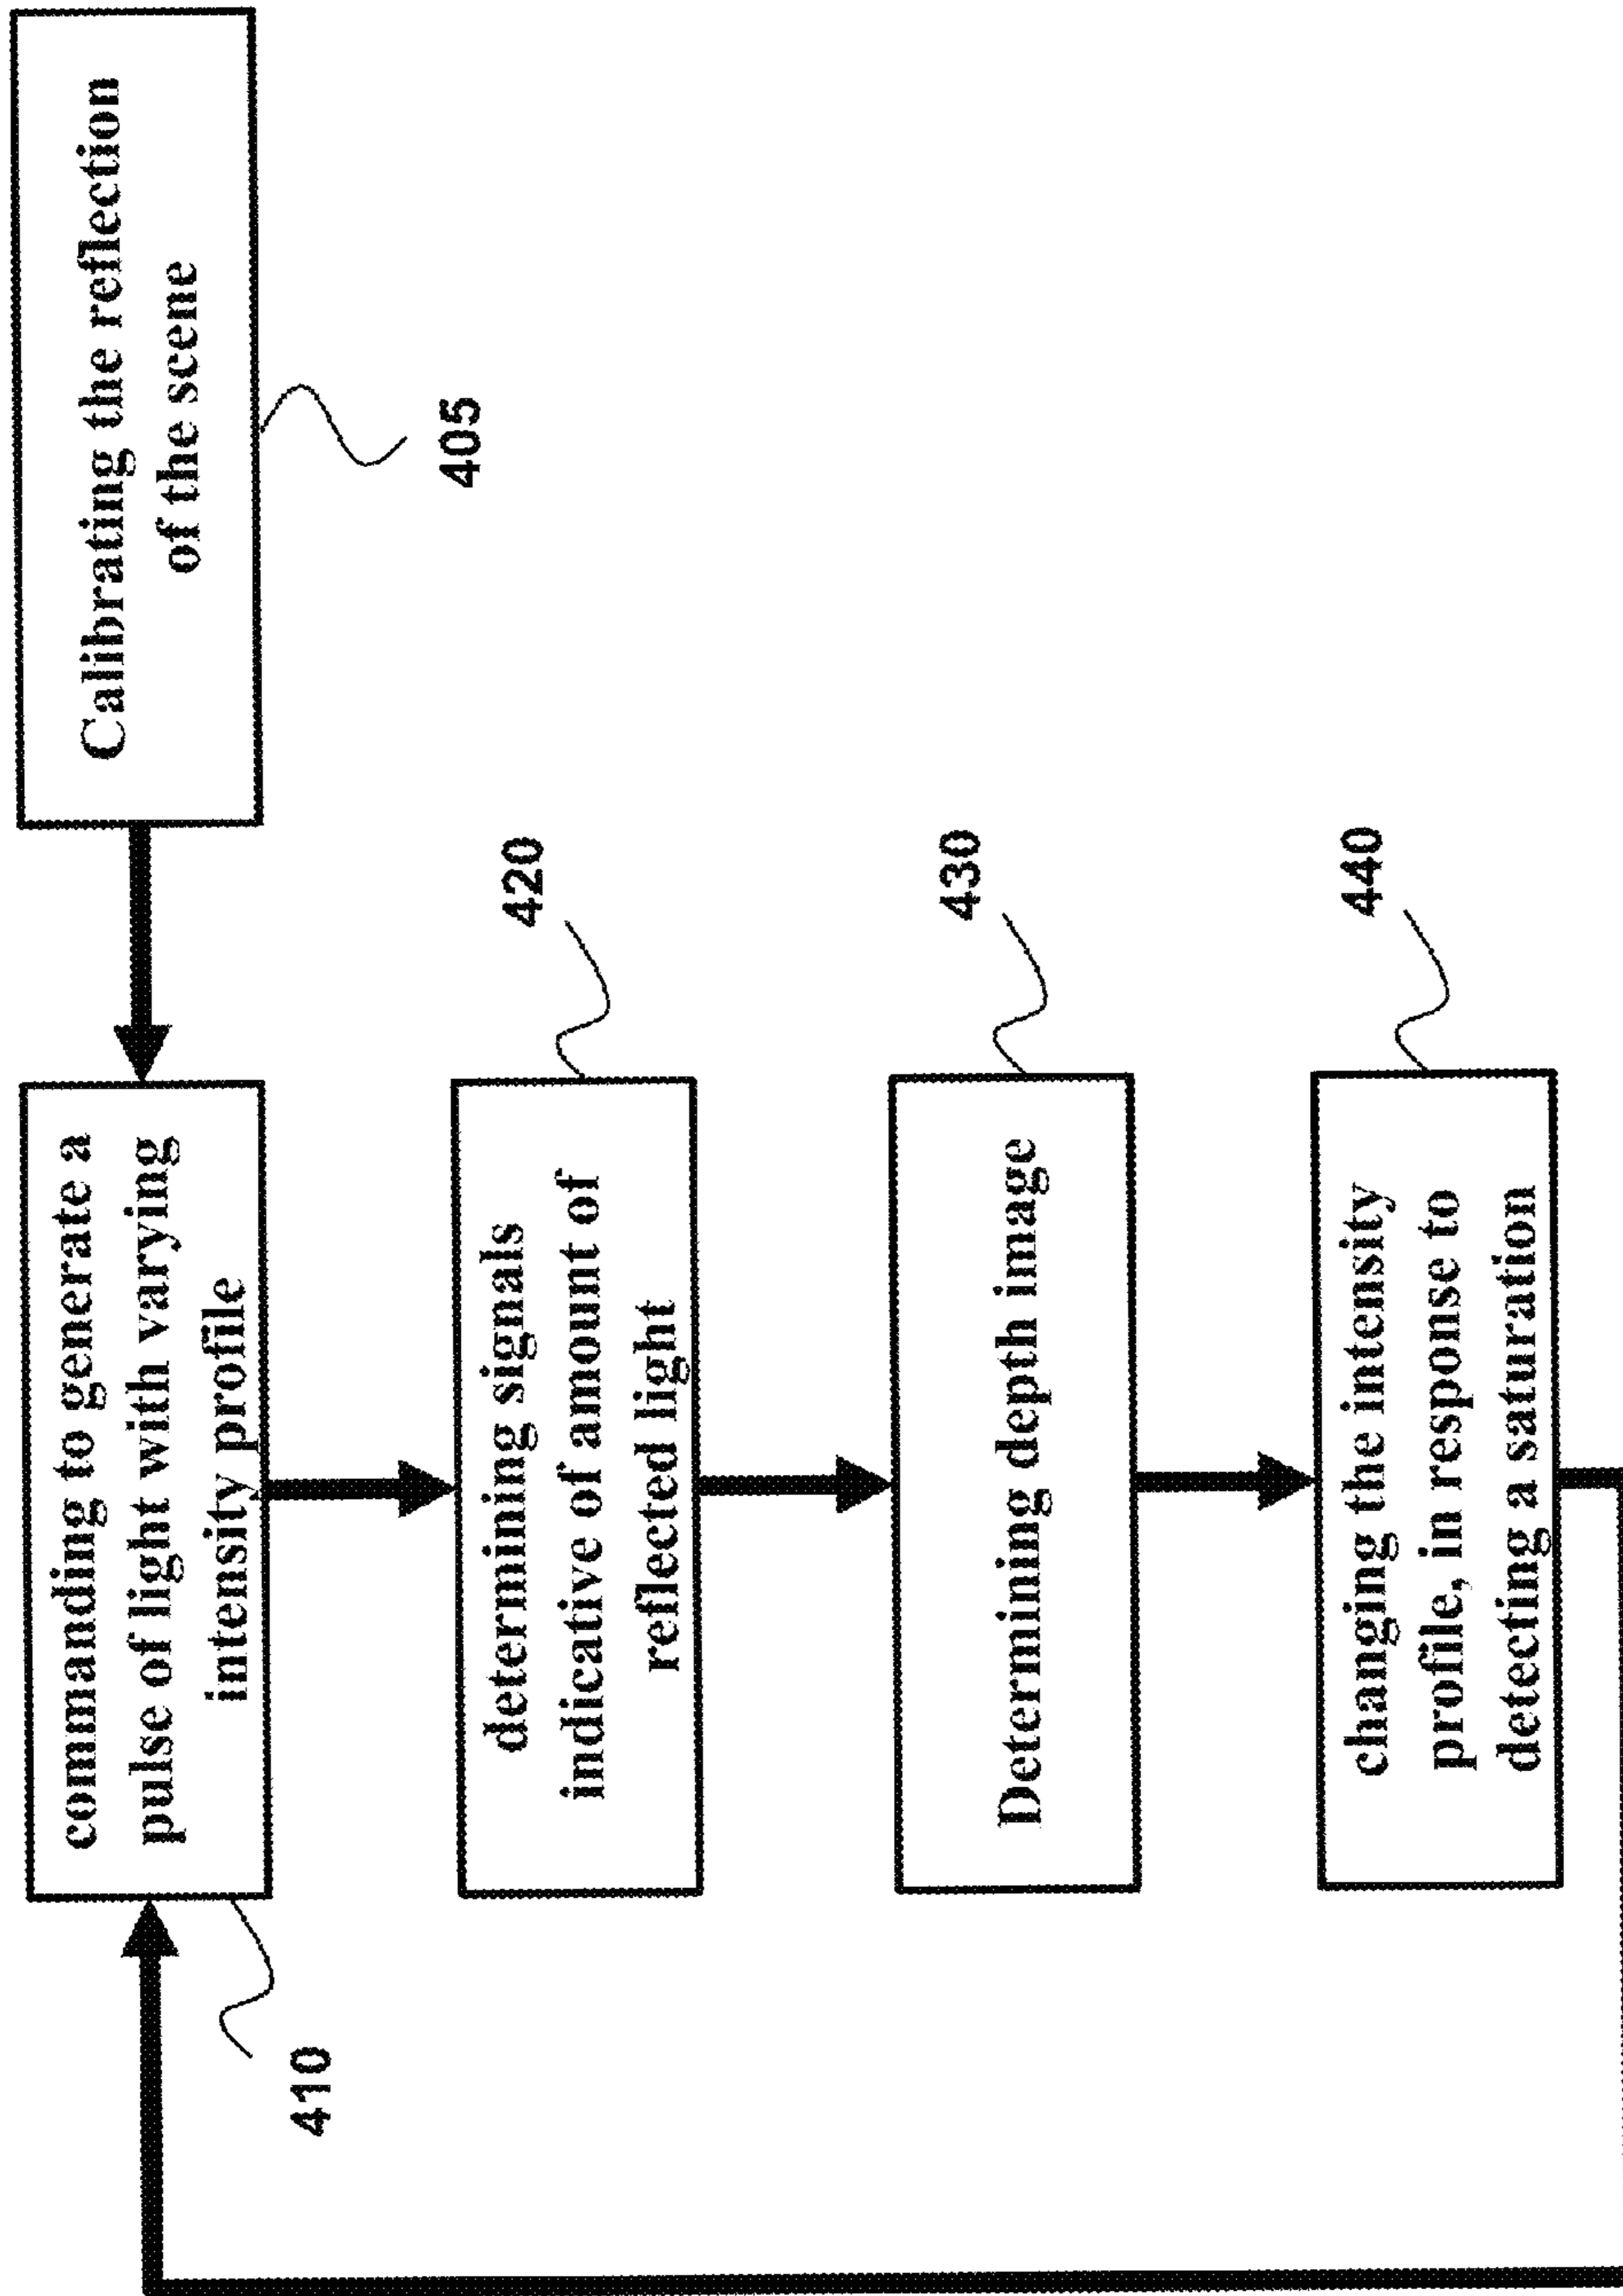 Calibrating the reflection
of the scene
405
commanding to generate a
pulse of light with varying
intensity profile
410
determining signals
indicative of amount of
reflected light
420
Determining depth image
430
changing the intensity
profile, in response to
detecting a saturation
440